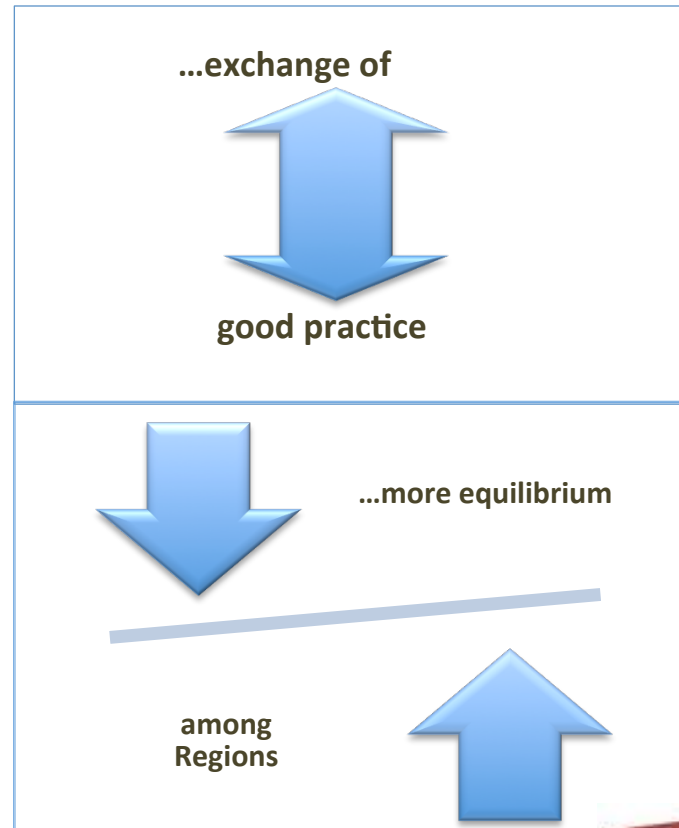 ...exchange of
good practice
...more equilibrium
among
Regions